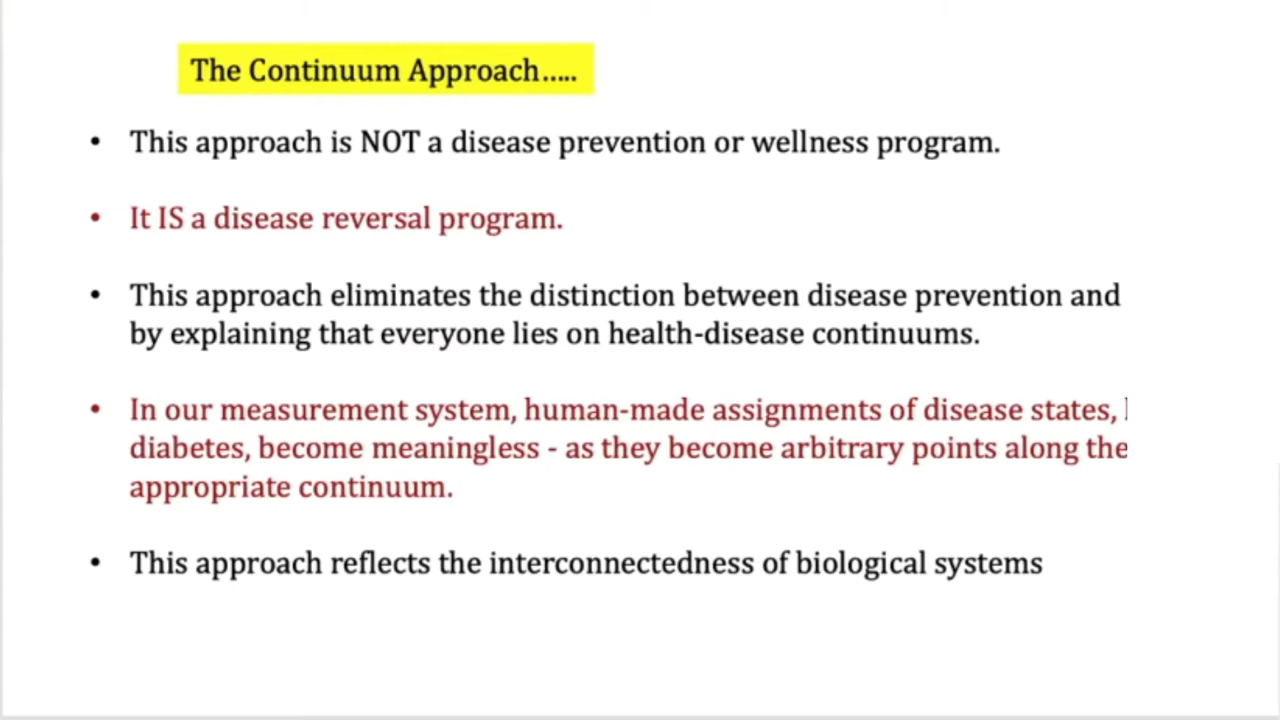 The Continuum Approach.....
• This approach is NOT a disease prevention or wellness program.
• It IS a disease reversal program.
• This approach eliminates the distinction between disease prevention and
by explaining that everyone lies on health-disease continuums.
• In our measurement system, human-made assignments of disease states,
diabetes, become meaningless - as they become arbitrary points along the
appropriate continuum.
• This approach reflects the interconnectedness of biological systems